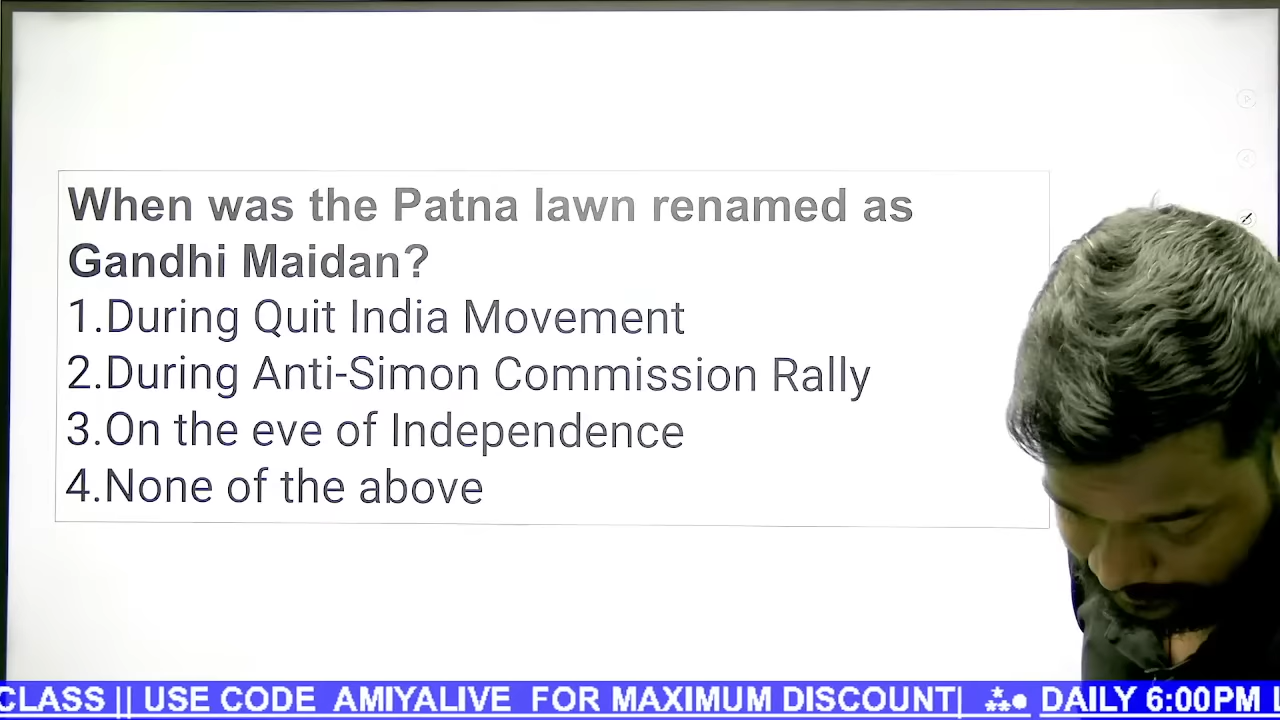 When was the Patna lawn renamed as
Gandhi Maidan?
1.During Quit India Movement
2.During Anti-Simon Commission Rally
3.On the eve of Independence
4.None of the above
CLASS || USE CODE AMIYALIVE FOR MAXIMUM DISCOUNT| DAILY 6:00PM